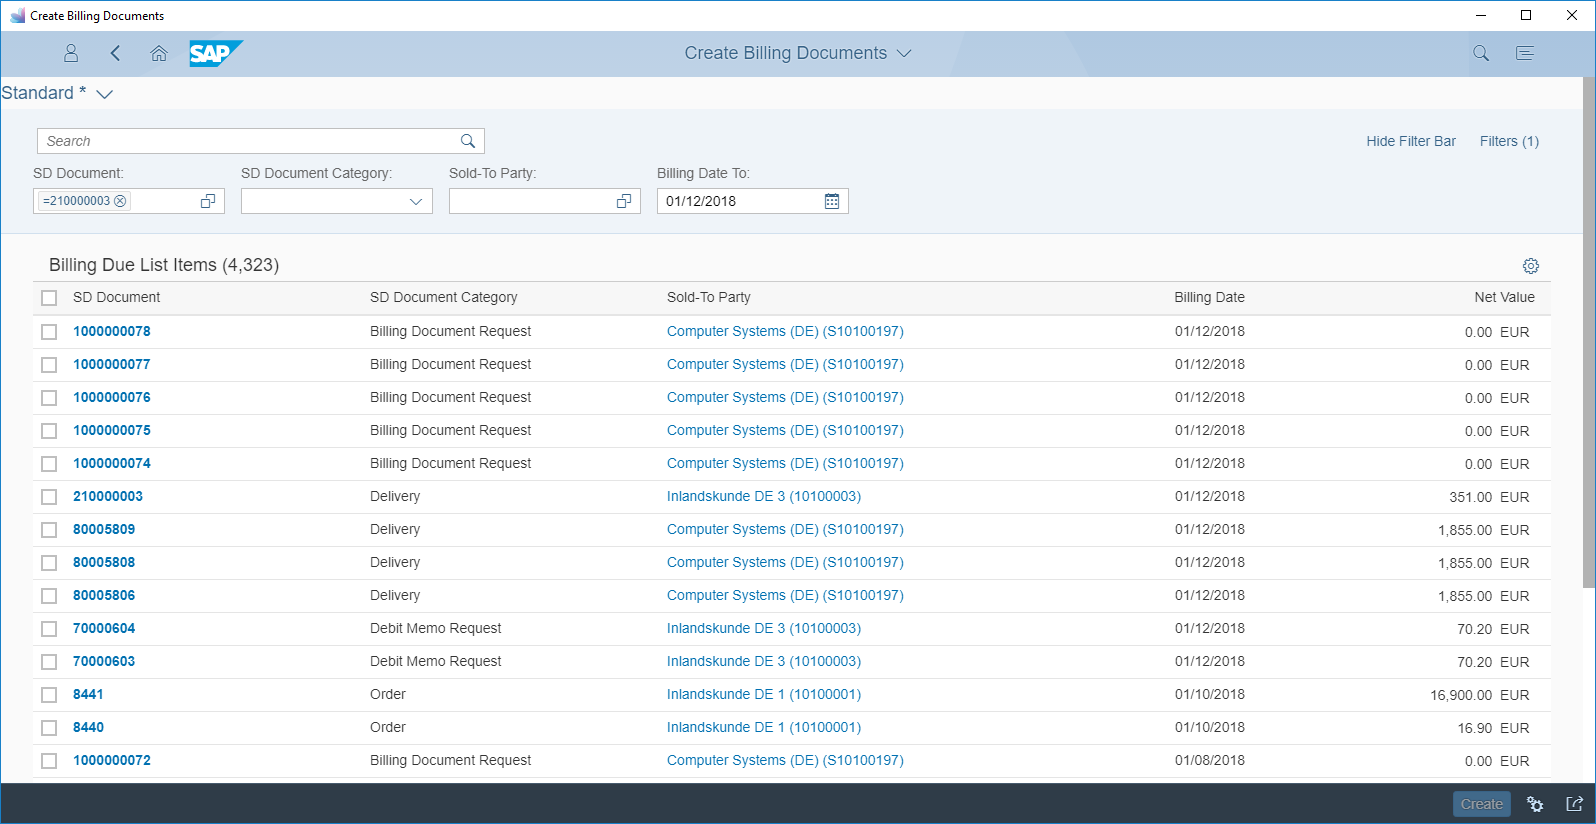 Create Billing Documents
SAP
Create Billing Documents
Standard *
Search
Hide Filter Bar Filters (1)
SD Document: SD Document Category: Sold-To Party: Billing Date To:
=210000003 01/12/2018
Billing Due List Items (4,323)
SD Document SD Document Category Sold-To Party Billing Date Net Value
1000000078 Billing Document Request Computer Systems (DE) (S10100197) 01/12/2018 0.00 EUR
1000000077 Billing Document Request Computer Systems (DE) (S10100197) 01/12/2018 0.00 EUR
1000000076 Billing Document Request Computer Systems (DE) (S10100197) 01/12/2018 0.00 EUR
1000000075 Billing Document Request Computer Systems (DE) (S10100197) 01/12/2018 0.00 EUR
1000000074 Billing Document Request Computer Systems (DE) (S10100197) 01/12/2018 0.00 EUR
210000003 Delivery Inlandskunde DE 3 (10100003) 01/12/2018 351.00 EUR
80005809 Delivery Computer Systems (DE) (S10100197) 01/12/2018 1,855.00 EUR
80005808 Delivery Computer Systems (DE) (S10100197) 01/12/2018 1,855.00 EUR
80005806 Delivery Computer Systems (DE) (S10100197) 01/12/2018 1,855.00 EUR
70000604 Debit Memo Request Inlandskunde DE 3 (10100003) 01/12/2018 70.20 EUR
70000603 Debit Memo Request Inlandskunde DE 3 (10100003) 01/12/2018 70.20 EUR
8441 Order Inlandskunde DE 1 (10100001) 01/10/2018 16,900.00 EUR
8440 Order Inlandskunde DE 1 (10100001) 01/10/2018 16.90 EUR
1000000072 Billing Document Request Computer Systems (DE) (S10100197) 01/08/2018 0.00 EUR
Create